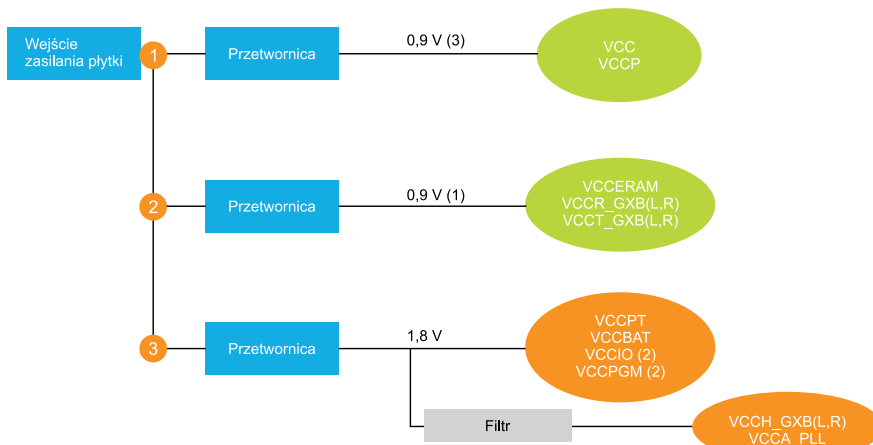 Wejście
zasilania płytki
1
Przetwornica
0,9 V (3)
VCC
VCCP
2
Przetwornica
0,9 V (1)
VCCERAM
VCCR_GXB(L,R)
VCCT_GXB(L,R)
3
Przetwornica
1,8 V
VCCPT
VCCBAT
VCCIO (2)
VCCPGM (2)
Filtr
VCCH_GXB(L,R)
VCCA_PLL